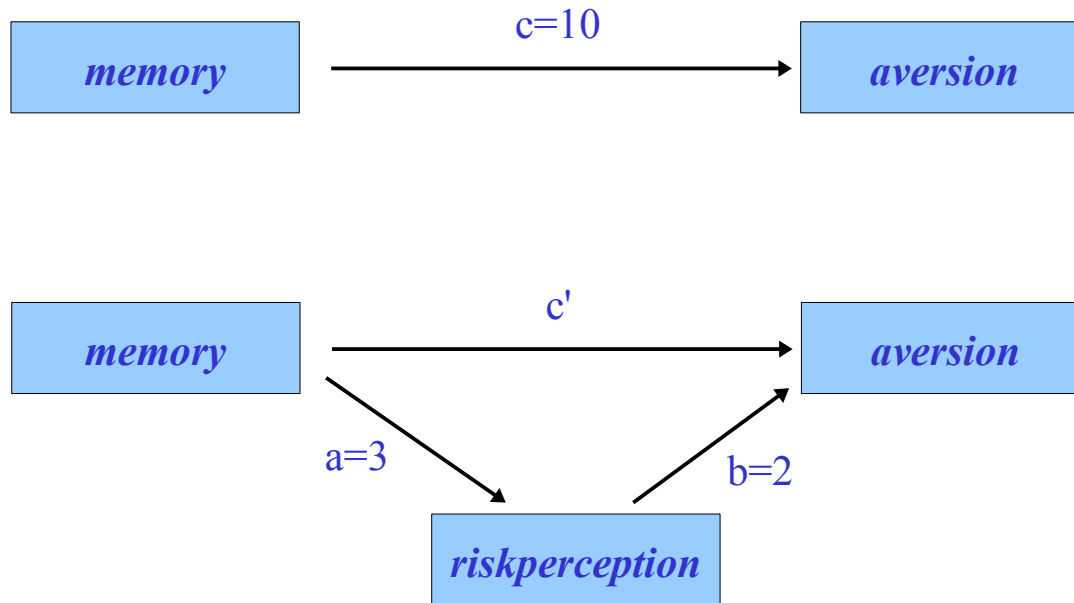 c=10
memory
aversion
c'
memory
aversion
a=3
b=2
riskperception